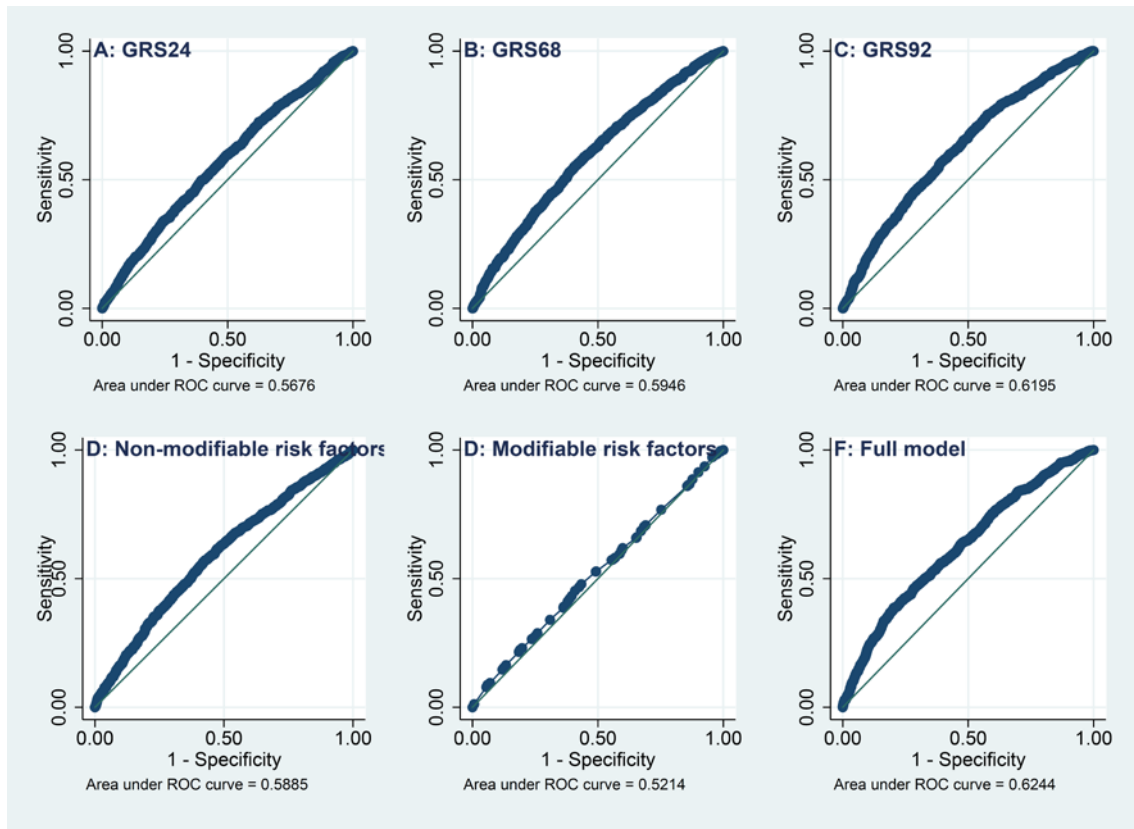 A: GRS24
1.00
0.50
0.00
Sensitivity
0.00 0.50 1.00
1 - Specificity
Area under ROC curve = 0.5676
B: GRS68
1.00
0.50
0.00
Sensitivity
0.00 0.50 1.00
1 - Specificity
Area under ROC curve = 0.5946
C: GRS92
1.00
0.50
0.00
Sensitivity
0.00 0.50 1.00
1 - Specificity
Area under ROC curve = 0.6195
D: Non-modifiable risk factors
1.00
0.50
0.00
Sensitivity
0.00 0.50 1.00
1 - Specificity
Area under ROC curve = 0.5885
D: Modifiable risk factors
1.00
0.50
0.00
Sensitivity
0.00 0.50 1.00
1 - Specificity
Area under ROC curve = 0.5214
F: Full model
1.00
0.50
0.00
Sensitivity
0.00 0.50 1.00
1 - Specificity
Area under ROC curve = 0.6244